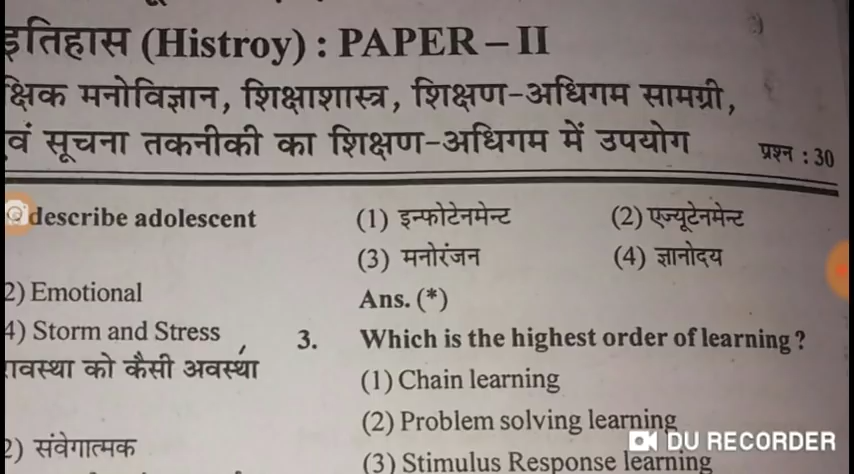 इतिहास (Histroy) : PAPER – II
क्षिक मनोविज्ञान, शिक्षाशास्त्र, शिक्षण-अधिगम सामग्री,
वं सूचना तकनीकी का शिक्षण-अधिगम में उपयोग
प्रश्न : 30
describe adolescent
2) Emotional
4) Storm and Stress
रावस्था को कैसी अवस्था
2) संवेगात्मक
(1) इन्फोटेनमेन्ट (2) एज्यूटेनमेन्ट
(3) मनोरंजन (4) ज्ञानोदय
Ans. (*)
3. Which is the highest order of learning?
(1) Chain learning
(2) Problem solving learning
(3) Stimulus Response learning
DU RECORDER